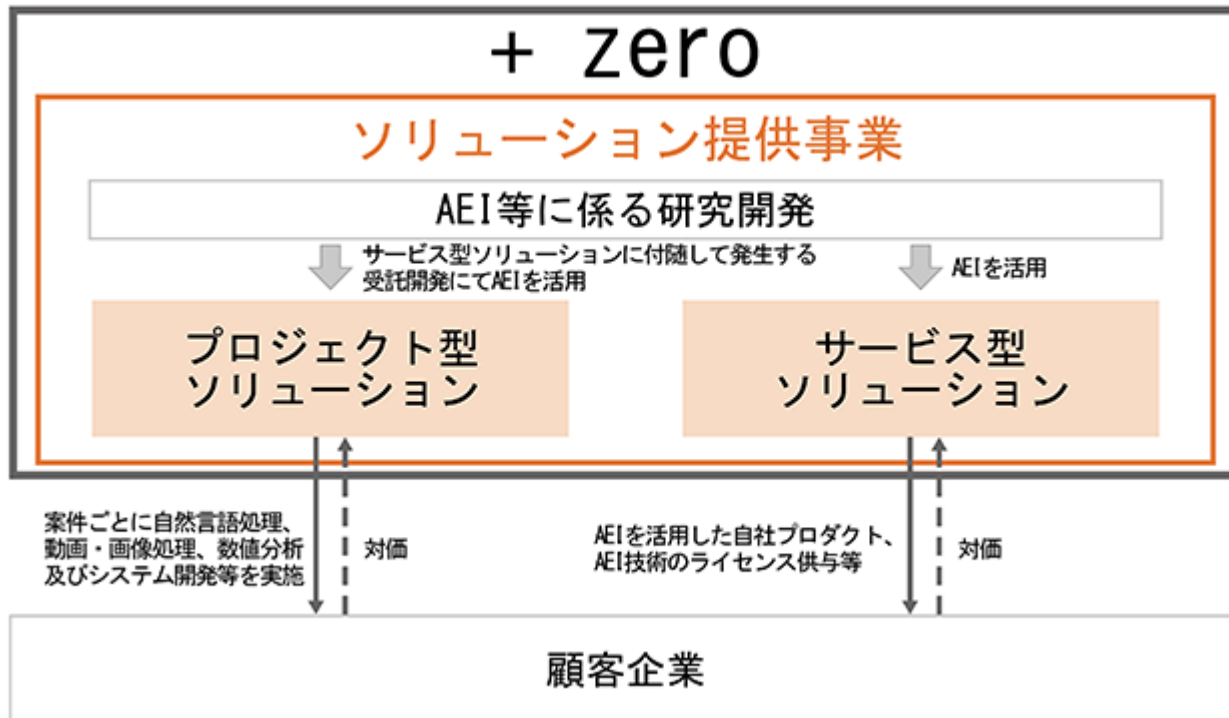 + zero
ソリューション提供事業
AEI等に係る研究開発
サービス型ソリューションに付随して発生する
受託開発にてAEIを活用
AEIを活用
プロジェクト型
ソリューション
サービス型
ソリューション
案件ごとに自然言語処理、
動画・画像処理、数値分析
及びシステム開発等を実施
対価
AEIを活用した自社プロダクト、
AEI技術のライセンス供与等
対価
顧客企業